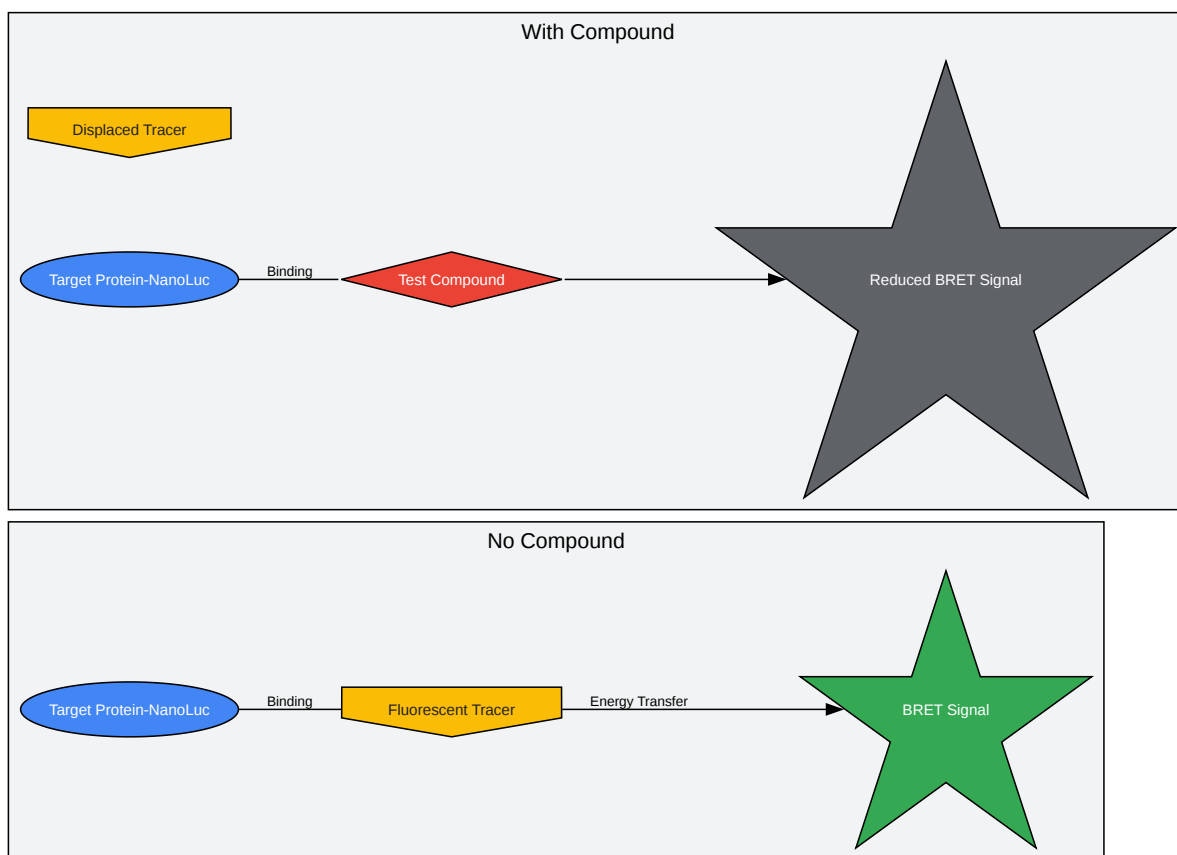 With Compound
Displaced Tracer
Target Protein-NanoLuc
Binding
Test Compound
Reduced BRET Signal
No Compound
Target Protein-NanoLuc
Binding
Fluorescent Tracer
Energy Transfer
BRET Signal